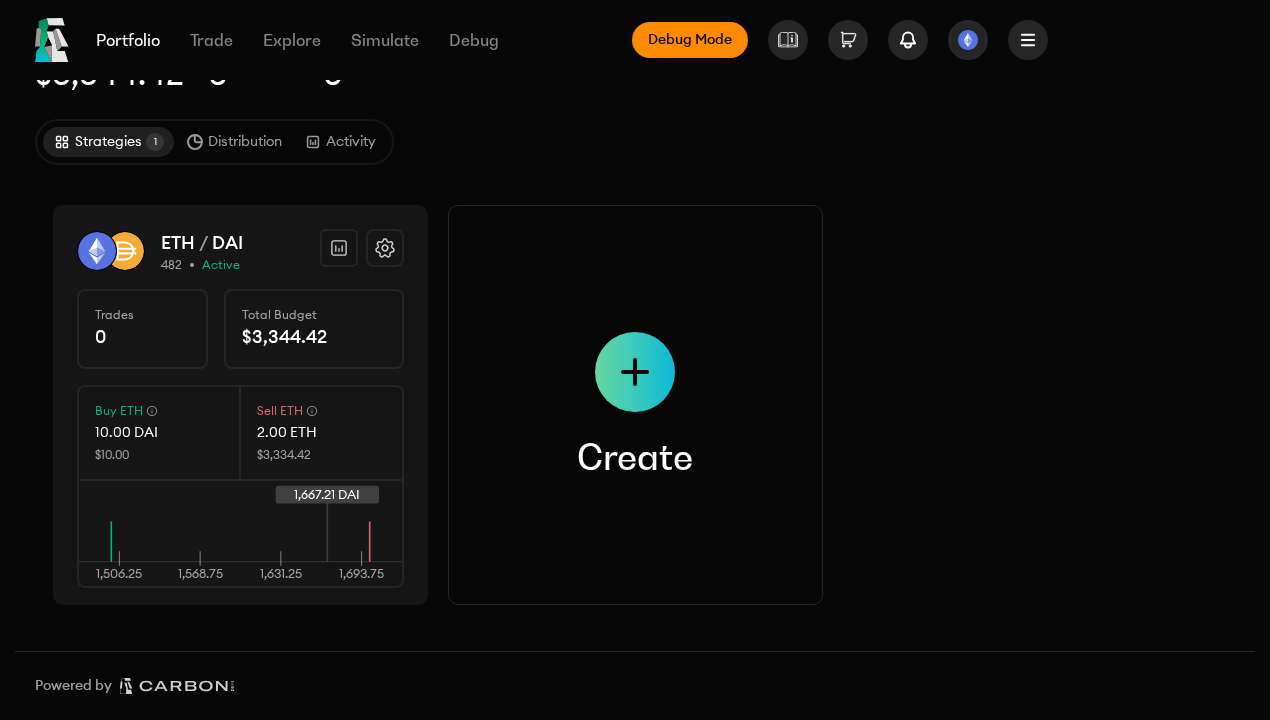 Portfolio Trade Explore Simulate Debug Debug Mode
Strategies 1 Distribution Activity
ETH / DAI
482 • Active
Trades Total Budget
0 $3,344.42
Buy ETH Sell ETH
10.00 DAI 2.00 ETH
$10.00 $3,334.42
1,667.21 DAI
1,506.25 1,568.75 1,631.25 1,693.75
Create
Powered by CARBON DEFI